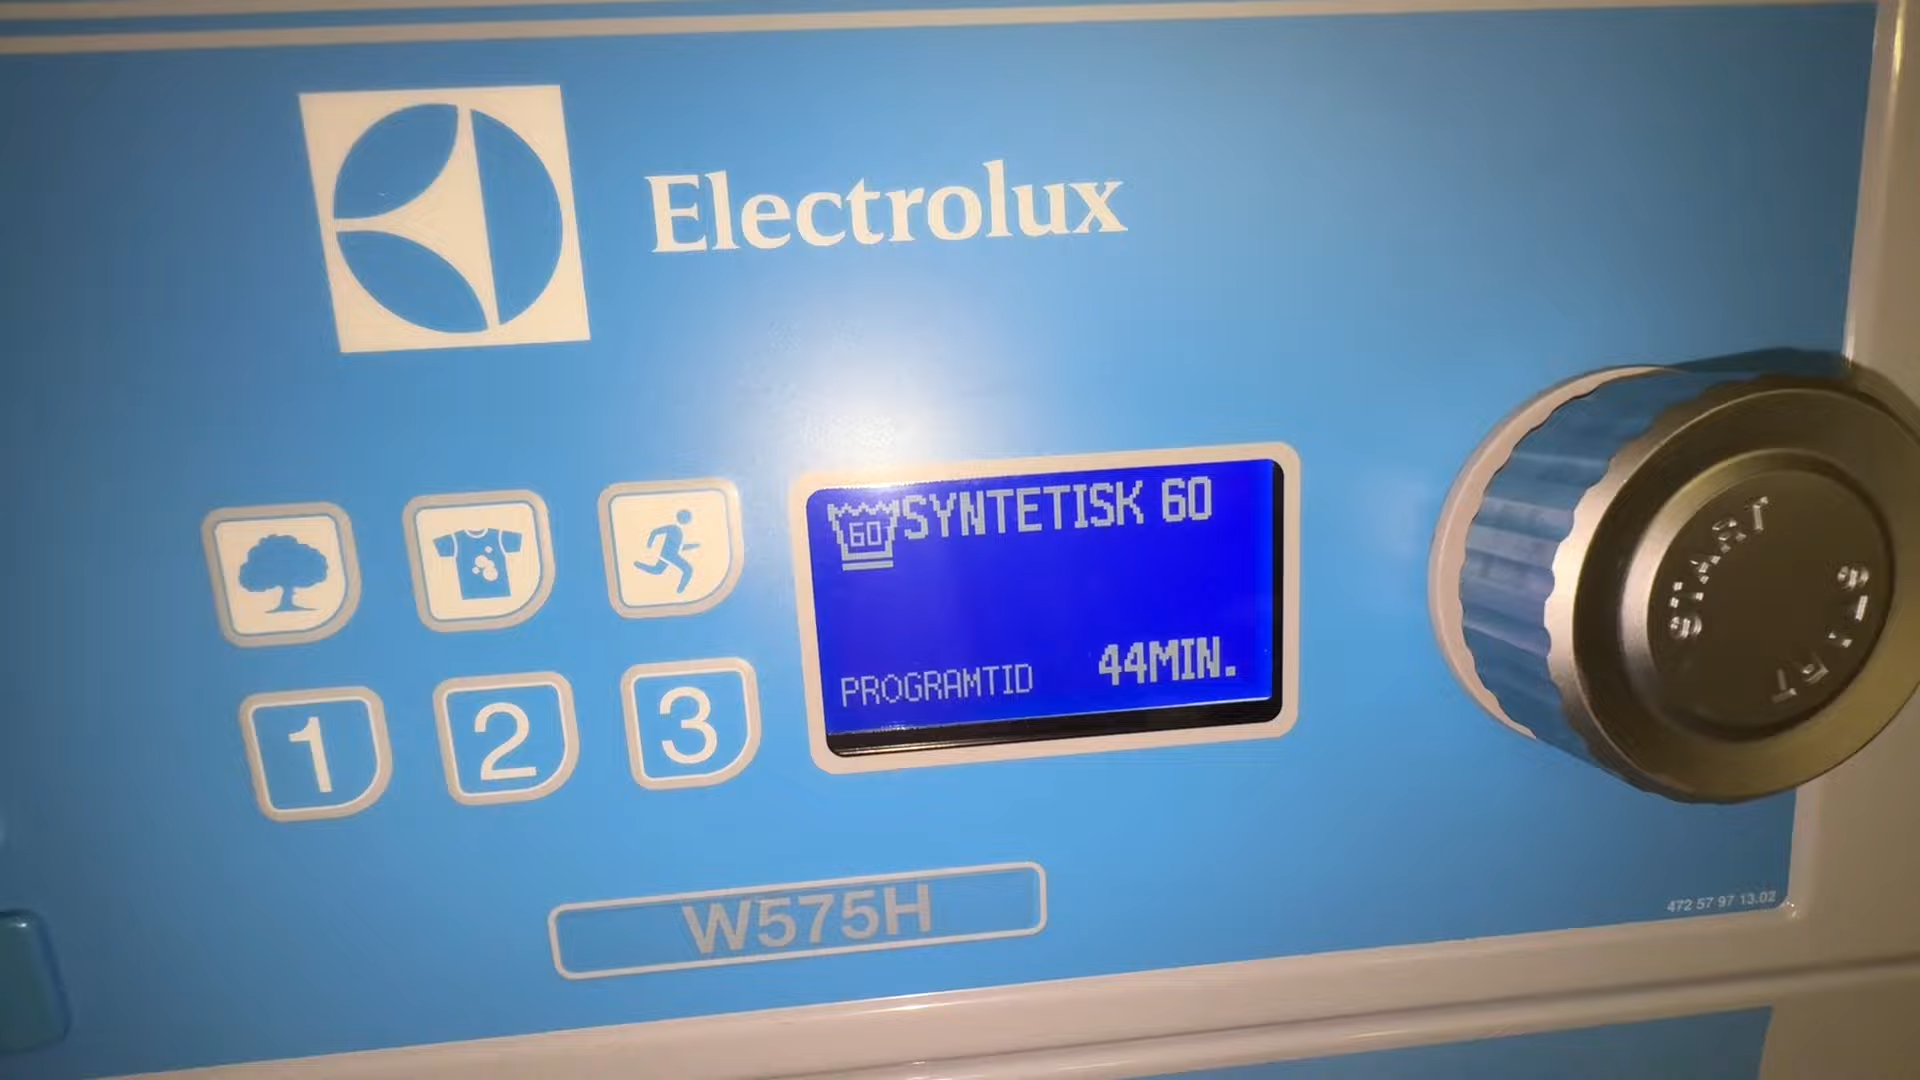 Electrolux
60 SYNTETISK 60
PROGRAMTID 44MIN.
1 2 3
W575H
START
START
472 57 97 13.02